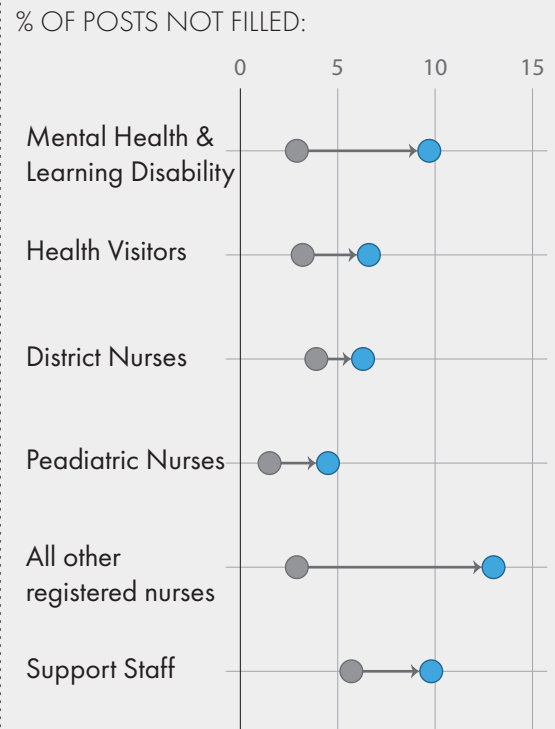 % OF POSTS NOT FILLED:
0 5 10 15
Mental Health &
Learning Disability
Health Visitors
District Nurses
Peadiatric Nurses
All other
registered nurses
Support Staff